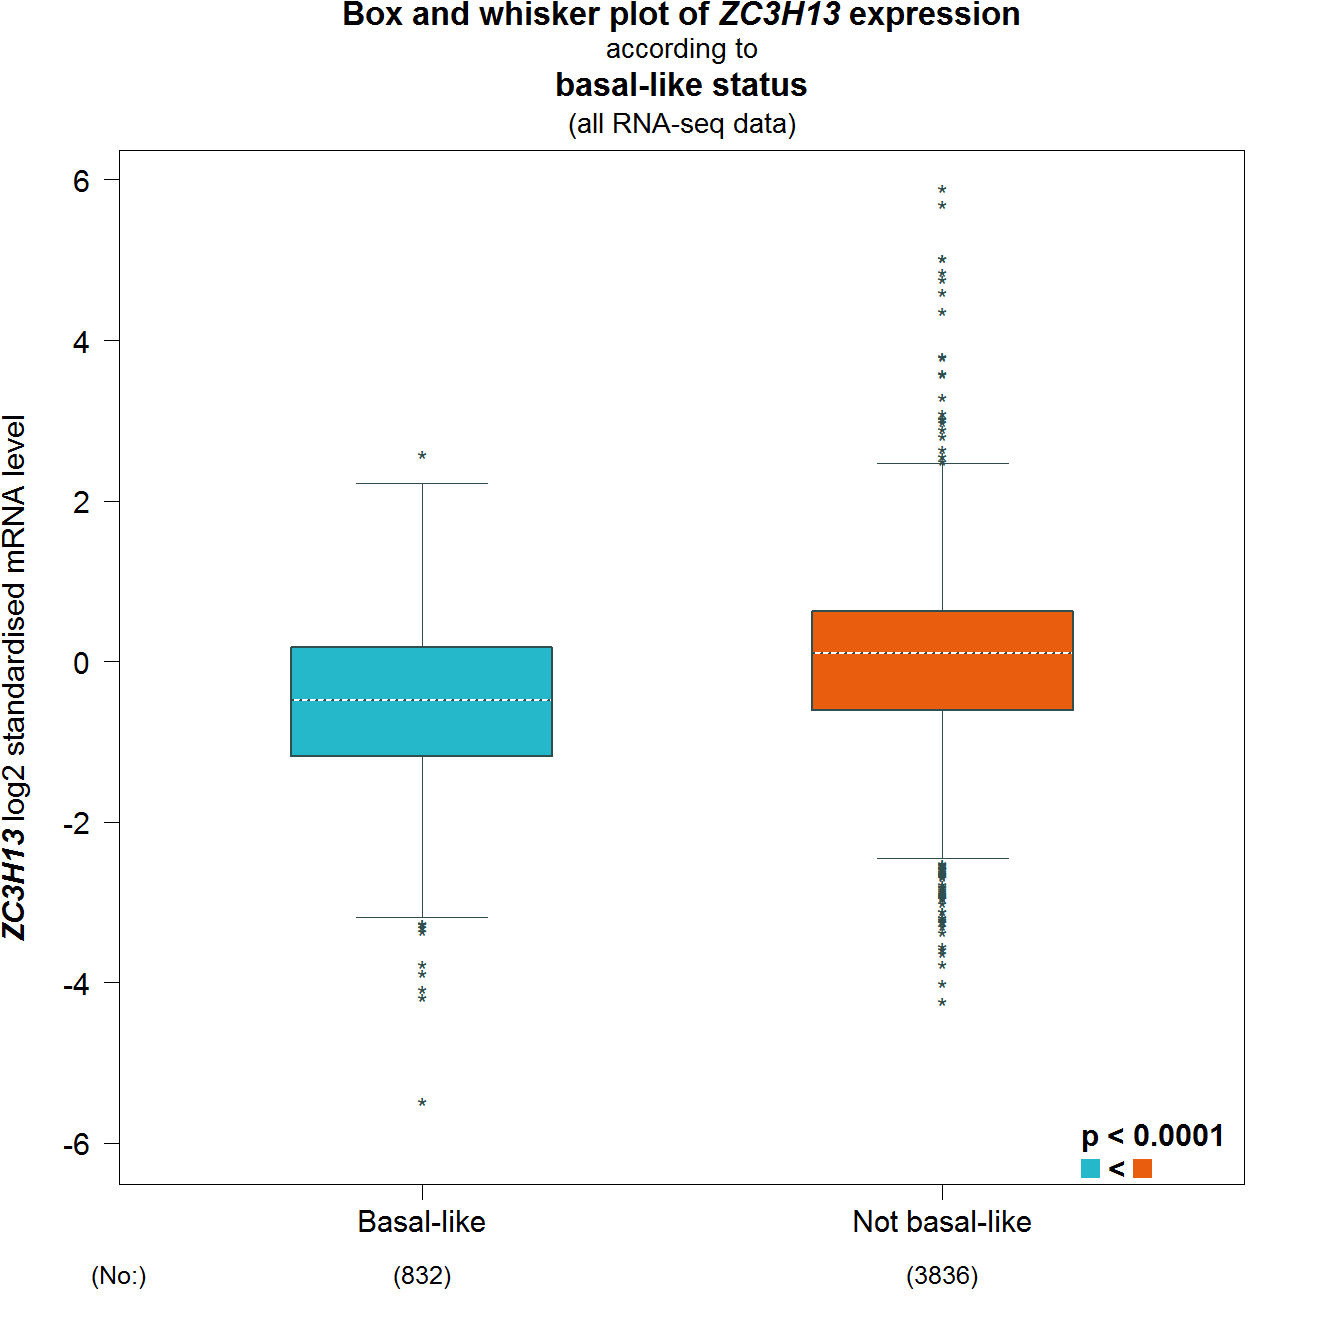 Box and whisker plot of ZC3H13 expression
according to
basal-like status
(all RNA-seq data)
ZC3H13 log2 standardised mRNA level
6
4
2
0
-2
-4
-6
p < 0.0001
<
Basal-like
Not basal-like
(No:)
(832)
(3836)